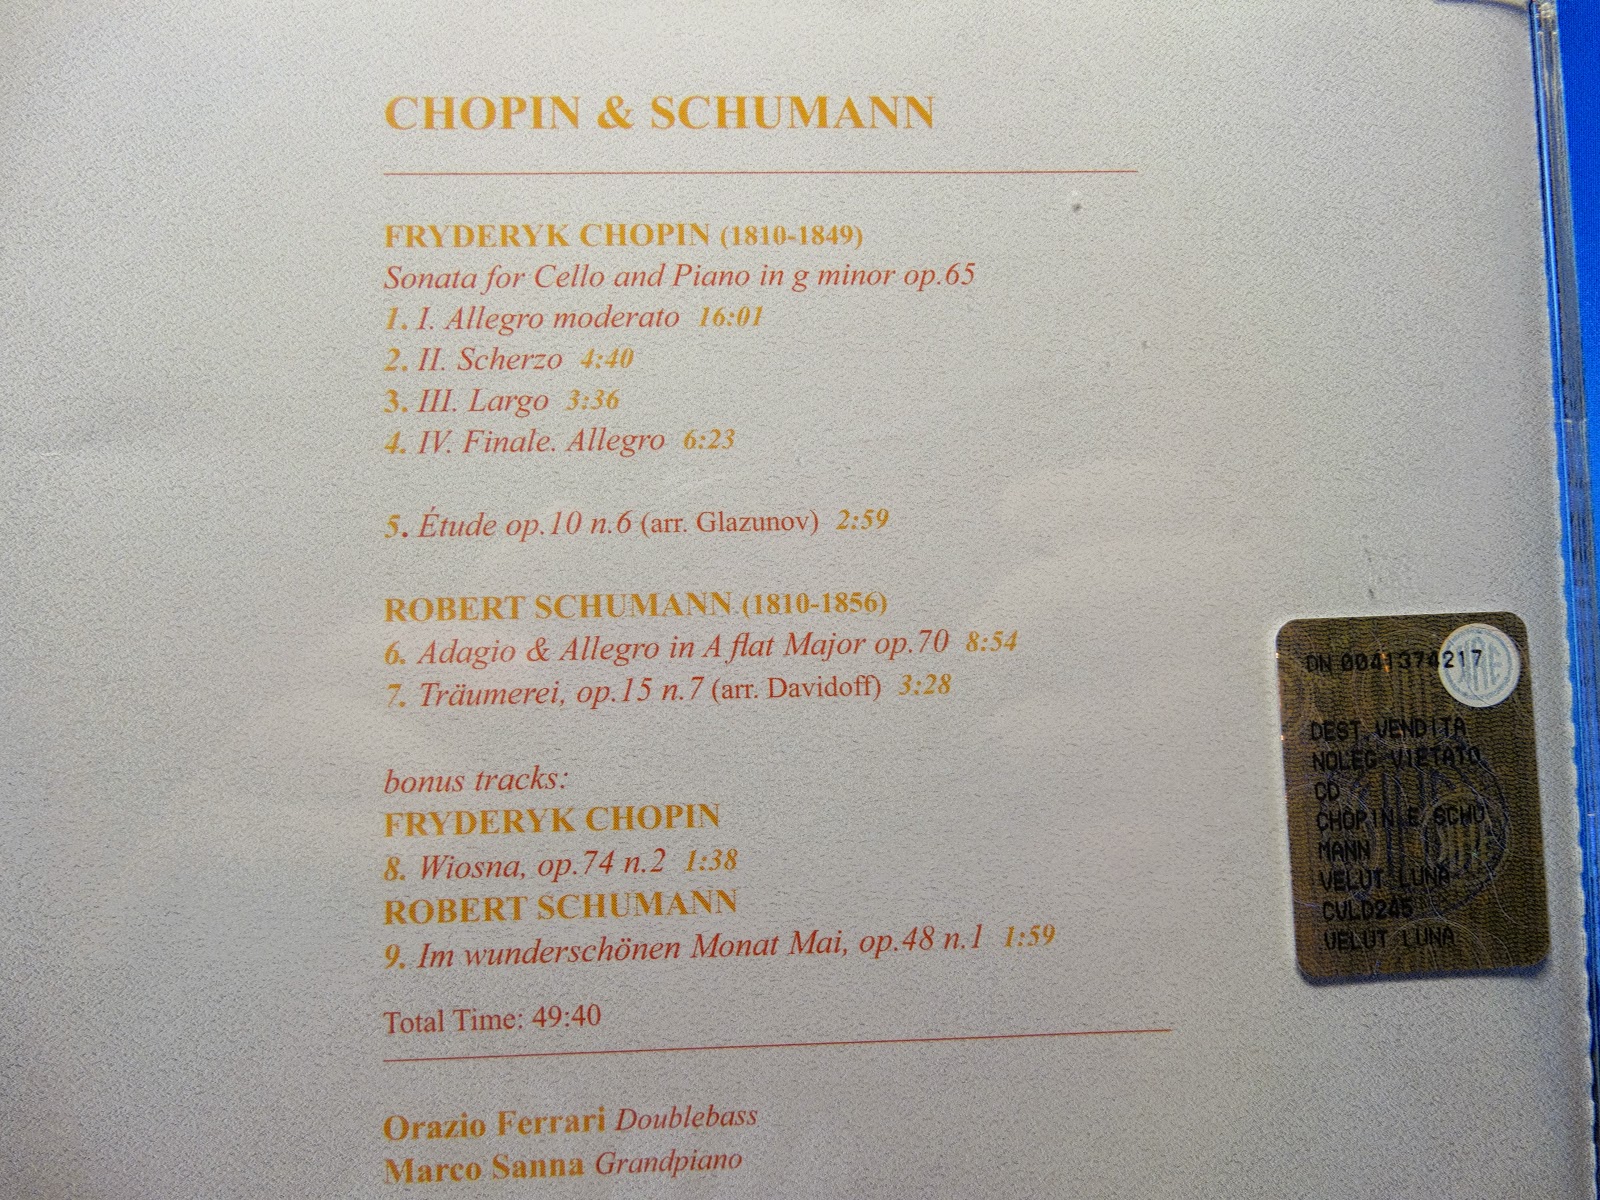 CHOPIN & SCHUMANN
FRYDERYK CHOPIN (1810-1849)
Sonata for Cello and Piano in g minor op.65
1. I. Allegro moderato 16:01
2. II. Scherzo 4:40
3. III. Largo 3:36
4. IV. Finale. Allegro 6:23
5. Étude op.10 n.6 (arr. Glazunov) 2:59
ROBERT SCHUMANN (1810-1856)
6. Adagio & Allegro in A flat Major op.70 8:54
7. Träumerei, op.15 n.7 (arr. Davidoff) 3:28
bonus tracks:
FRYDERYK CHOPIN
8. Wiosna, op.74 n.2 1:38
ROBERT SCHUMANN
9. Im wunderschönen Monat Mai, op.48 n.1 1:59
Total Time: 49:40
Orazio Ferrari Doublebass
Marco Sanna Grandpiano
DN 0041374217
DEST.VENDITA
NOLEG VIETATO
CD
CHOPIN E SCHU
MANN
VELUT LUNA
CVLD245
VELUT LUNA